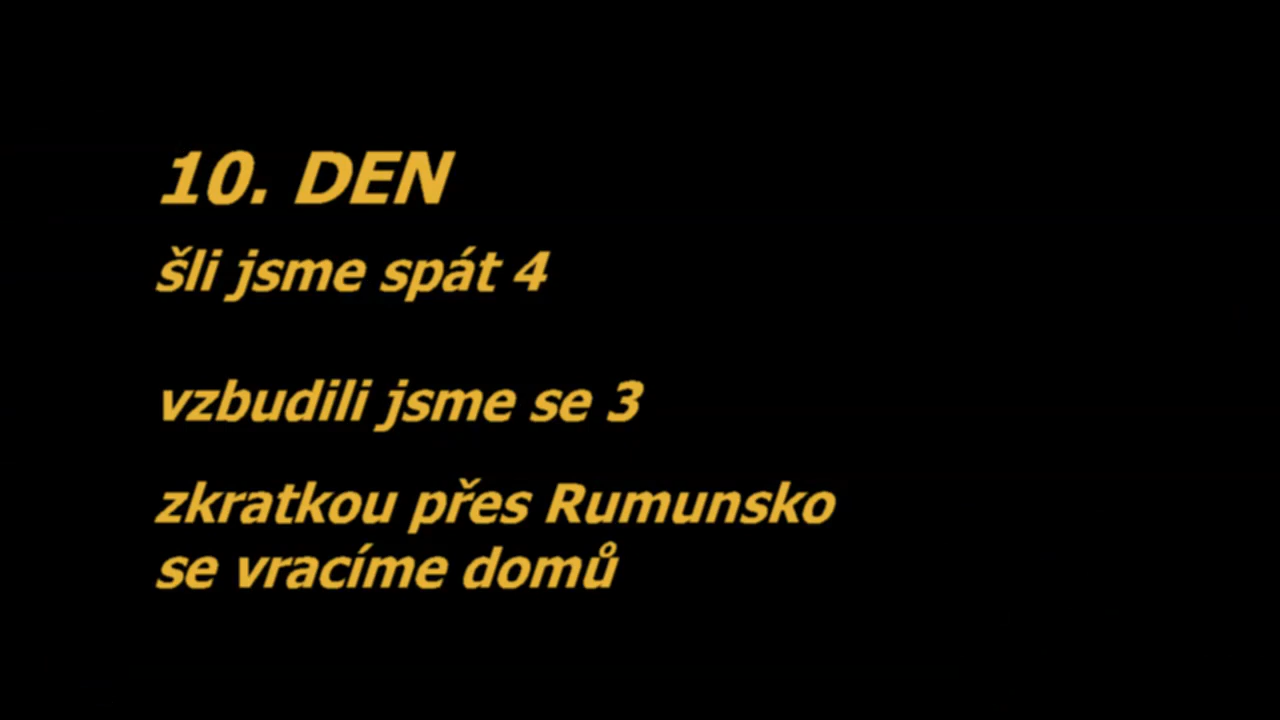 10. DEN
šli jsme spát 4
vzbudili jsme se 3
zkratkou přes Rumunsko
se vracíme domů